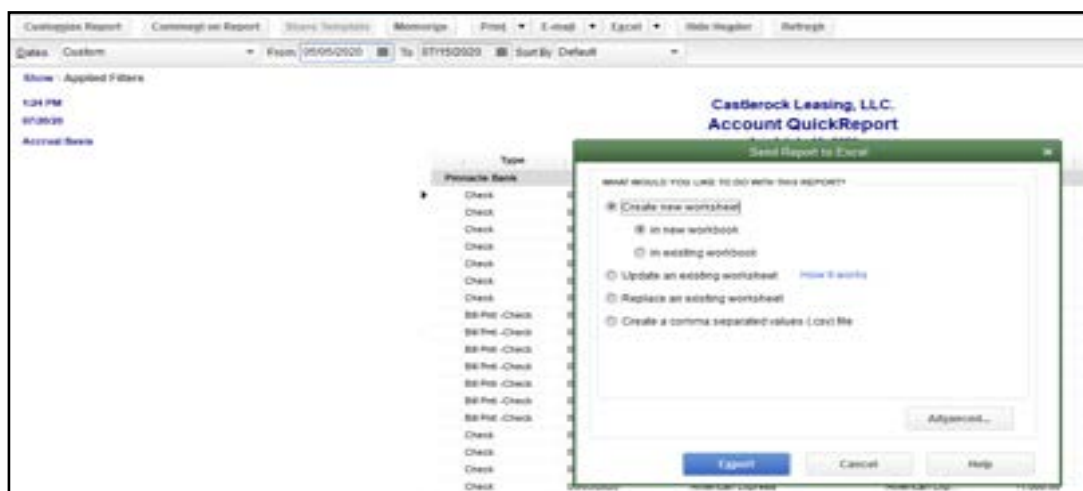 Customize Report Comment on Report Share Template Memorize Print E-mail Excel Hide Header Refresh
Dates Custom From 05/05/2020 To 07/15/2020 Sort By Default
Show Applied Filters
1:24 PM
Castlerock Leasing, LLC.
Account QuickReport
Accrual Basis
Send Report to Excel
Type
Pinnacle Bank
WHAT WOULD YOU LIKE TO DO WITH THIS REPORT?
Check
Create new worksheet
Check
in new workbook
Check
in existing workbook
Check
Update an existing worksheet How it works
Check
Replace an existing worksheet
Check
Create a comma separated values (.csv) file
Bill Pmt -Check
Bill Pmt -Check
Bill Pmt -Check
Bill Pmt -Check
Bill Pmt -Check
Bill Pmt -Check
Bill Pmt -Check
Advanced...
Check
Check
Export Cancel Help
Check
Check American Express